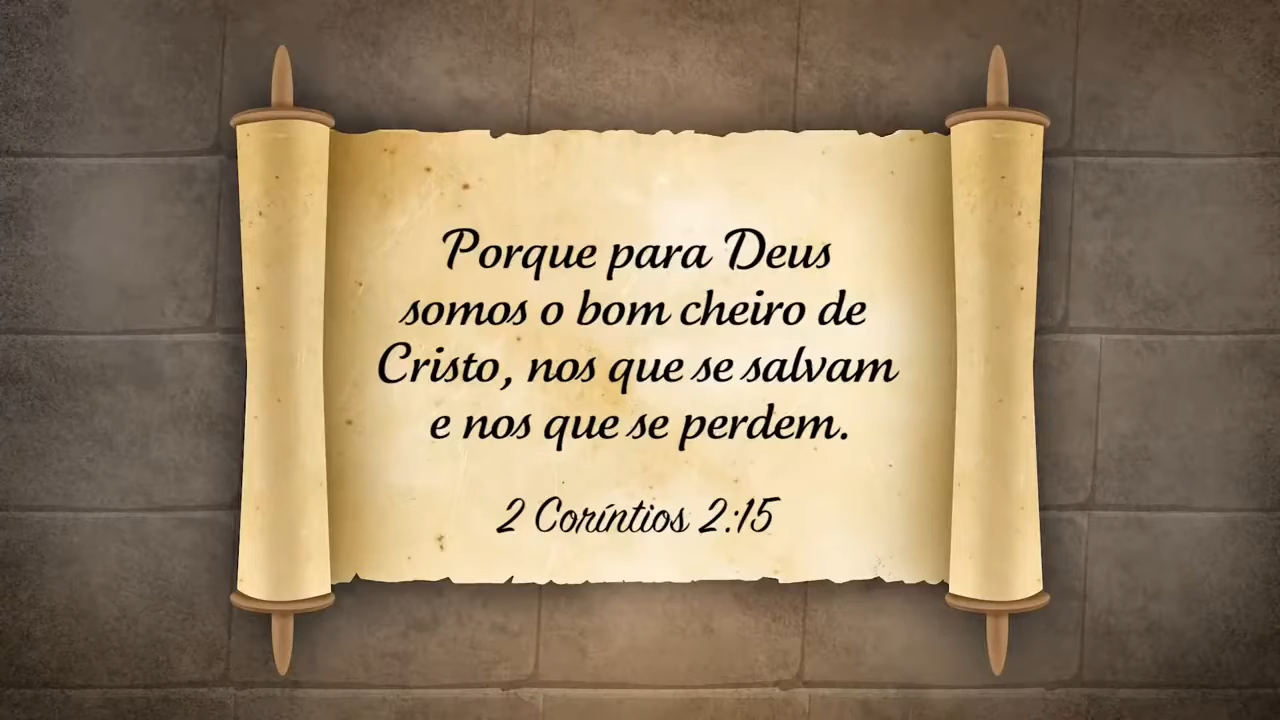 Porque para Deus
somos o bom cheiro de
Cristo, nos que se salvam
e nos que se perdem.
2 Coríntios 2:15